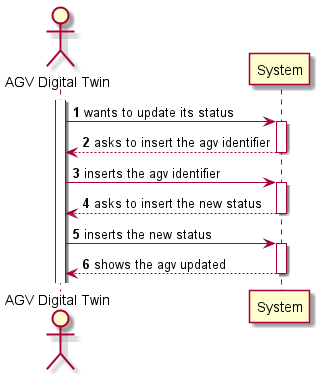 AGV Digital Twin
System
1 wants to update its status
2 asks to insert the agv identifier
3 inserts the agv identifier
4 asks to insert the new status
5 inserts the new status
6 shows the agv updated
AGV Digital Twin
System